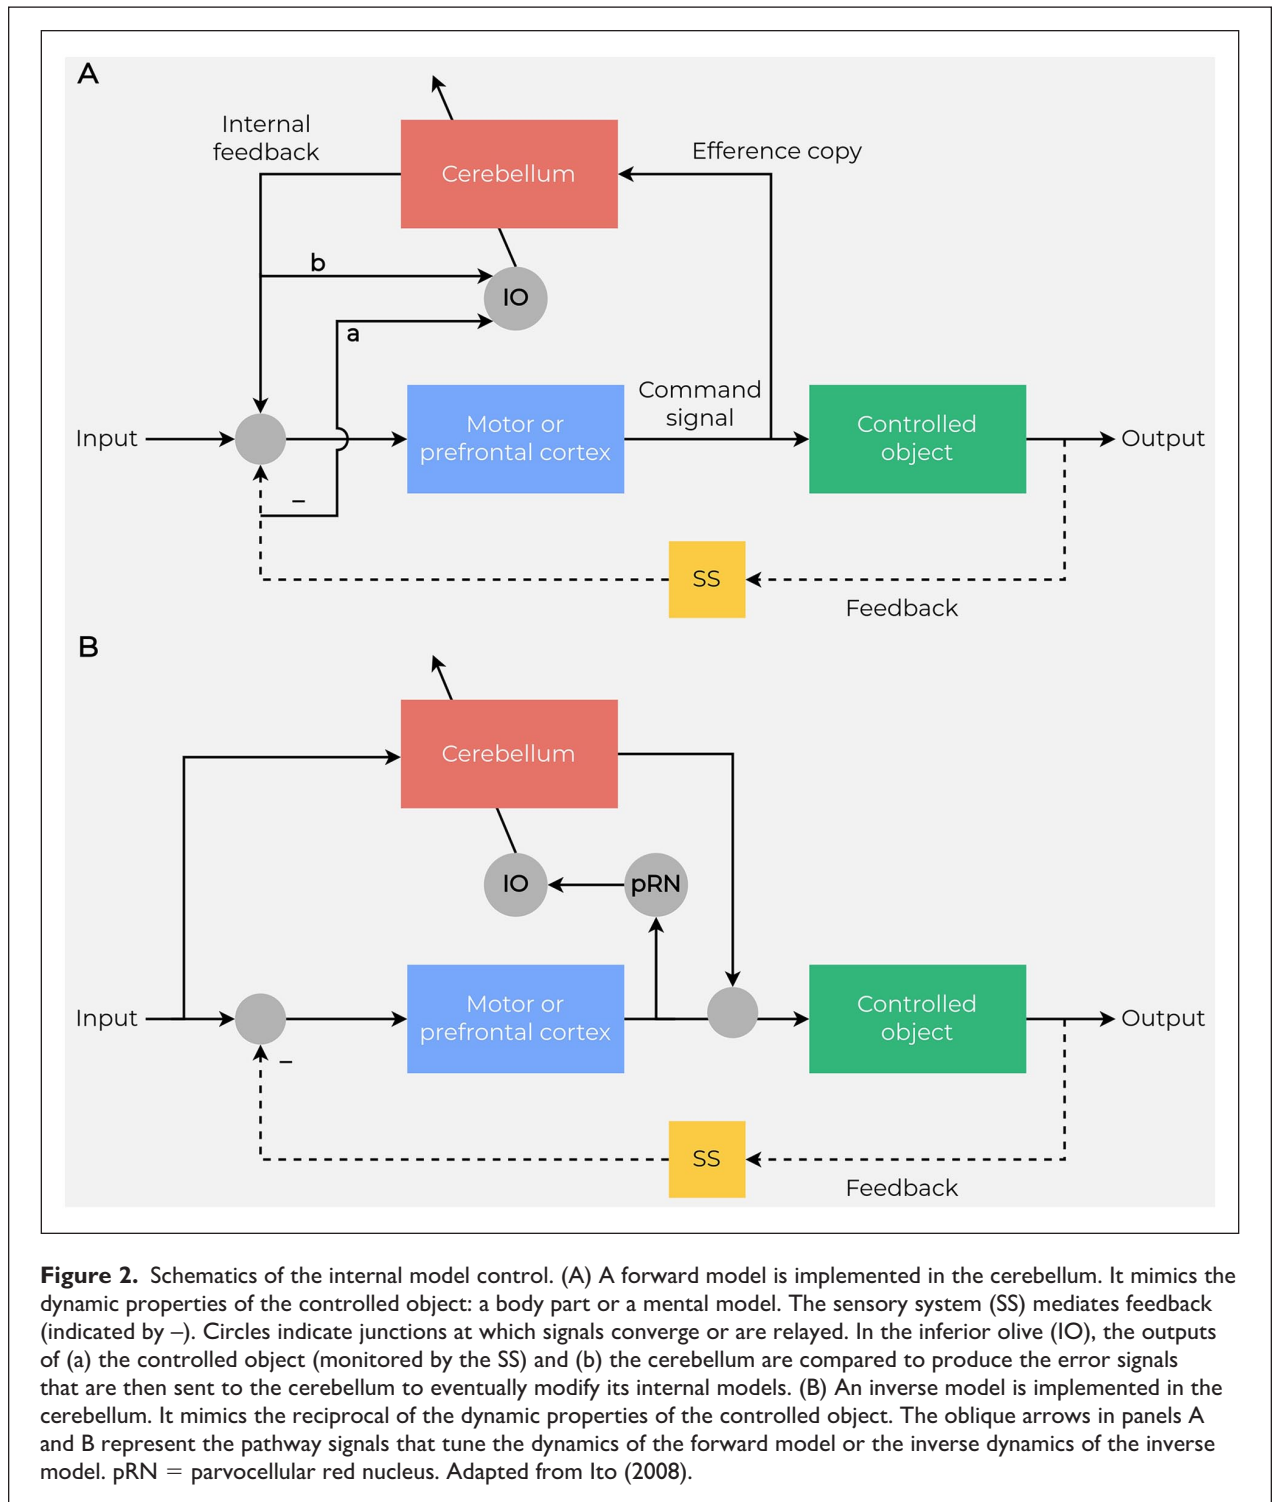 A
Internal
feedback
Efference copy
Cerebellum
b
IO
a
Command
signal
Input
Motor or
prefrontal cortex
Controlled
object
Output
–
SS
Feedback
B
Cerebellum
IO
pRN
Input
Motor or
prefrontal cortex
Controlled
object
Output
–
SS
Feedback
Figure 2. Schematics of the internal model control. (A) A forward model is implemented in the cerebellum. It mimics the
dynamic properties of the controlled object: a body part or a mental model. The sensory system (SS) mediates feedback
(indicated by –). Circles indicate junctions at which signals converge or are relayed. In the inferior olive (IO), the outputs
of (a) the controlled object (monitored by the SS) and (b) the cerebellum are compared to produce the error signals
that are then sent to the cerebellum to eventually modify its internal models. (B) An inverse model is implemented in the
cerebellum. It mimics the reciprocal of the dynamic properties of the controlled object. The oblique arrows in panels A
and B represent the pathway signals that tune the dynamics of the forward model or the inverse dynamics of the inverse
model. pRN = parvocellular red nucleus. Adapted from Ito (2008).